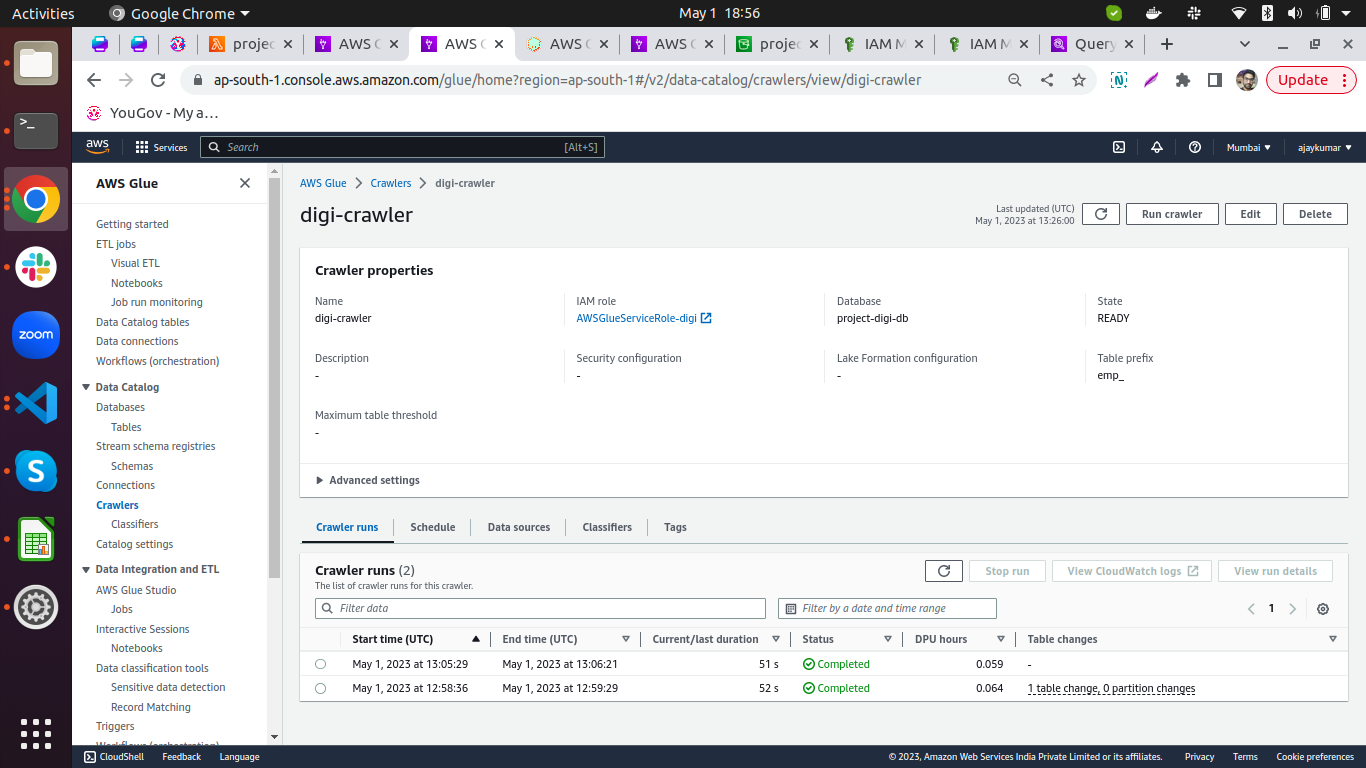 Activities
Google Chrome
May 1 18:56
projec
AWS G
AWS G
AWS G
AWS G
projec
IAM M
IAM M
Query
ap-south-1.console.aws.amazon.com/glue/home?region=ap-south-1#/v2/data-catalog/crawlers/view/digi-crawler
Update
YouGov - My a...
aws
Services
Search
[Alt+S]
Mumbai
ajaykumar
AWS Glue
Getting started
ETL jobs
Visual ETL
Notebooks
Job run monitoring
Data Catalog tables
Data connections
Workflows (orchestration)
Data Catalog
Databases
Tables
Stream schema registries
Schemas
Connections
Crawlers
Classifiers
Catalog settings
Data Integration and ETL
AWS Glue Studio
Jobs
Interactive Sessions
Notebooks
Data classification tools
Sensitive data detection
Record Matching
Triggers
Workflows (orchestration)
AWS Glue > Crawlers > digi-crawler
digi-crawler
Last updated (UTC)
May 1, 2023 at 13:26:00
Run crawler
Edit
Delete
Crawler properties
Name
digi-crawler
IAM role
AWSGlueServiceRole-digi
Database
project-digi-db
State
READY
Description
-
Security configuration
-
Lake Formation configuration
-
Table prefix
emp_
Maximum table threshold
-
Advanced settings
Crawler runs
Schedule
Data sources
Classifiers
Tags
Crawler runs (2)
The list of crawler runs for this crawler.
Stop run
View CloudWatch logs
View run details
Filter data
Filter by a date and time range
1
Start time (UTC) End time (UTC) Current/last duration Status DPU hours Table changes
May 1, 2023 at 13:05:29 May 1, 2023 at 13:06:21 51 s Completed 0.059 -
May 1, 2023 at 12:58:36 May 1, 2023 at 12:59:29 52 s Completed 0.064 1 table change, 0 partition changes
zoom
CloudShell
Feedback
Language
© 2023, Amazon Web Services India Private Limited or its affiliates.
Privacy
Terms
Cookie preferences